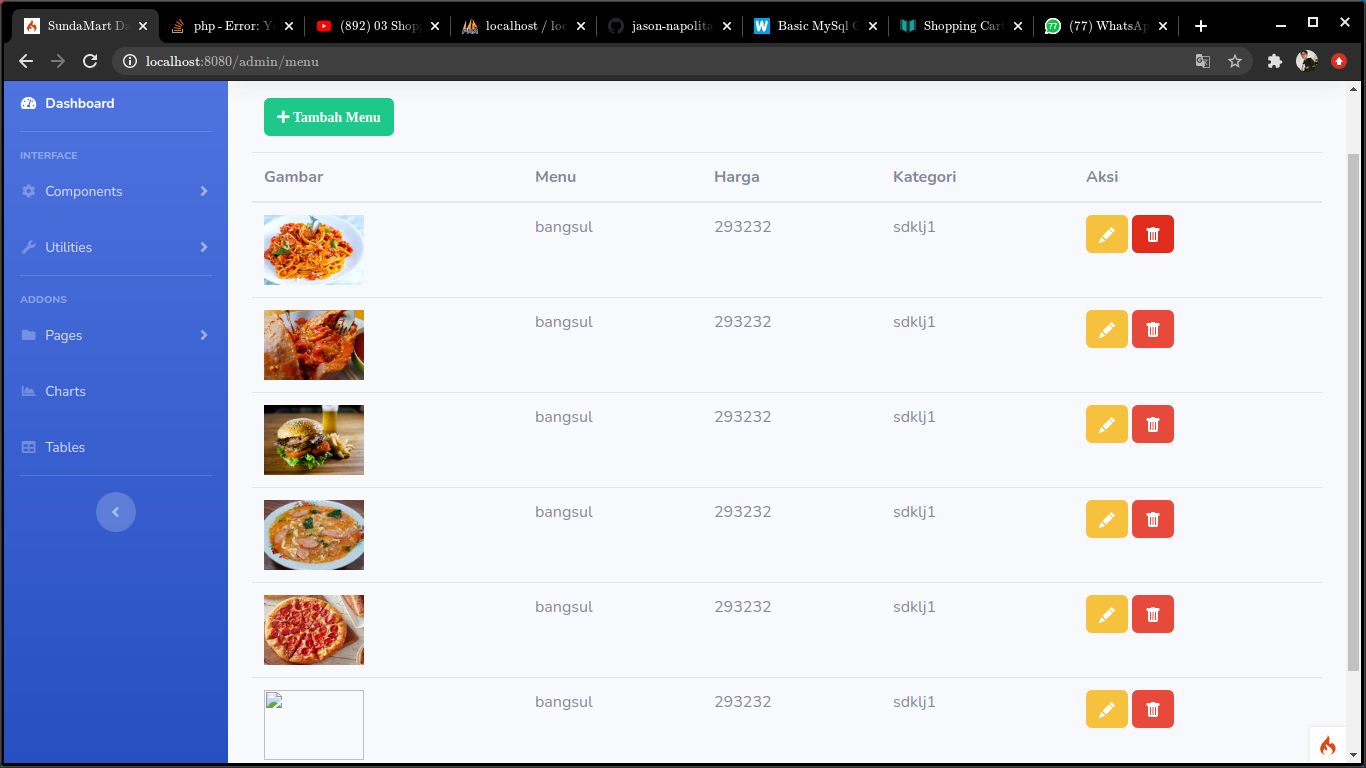 SundaMart Da
php - Error: Yo
(892) 03 Shop
localhost / loc
jason-napolita
Basic MySql C
Shopping Cart
77
(77) WhatsAp
localhost:8080/admin/menu
Dashboard
INTERFACE
Components
Utilities
ADDONS
Pages
Charts
Tables
Tambah Menu
Gambar Menu Harga Kategori Aksi
bangsul 293232 sdklj1
bangsul 293232 sdklj1
bangsul 293232 sdklj1
bangsul 293232 sdklj1
bangsul 293232 sdklj1
bangsul 293232 sdklj1